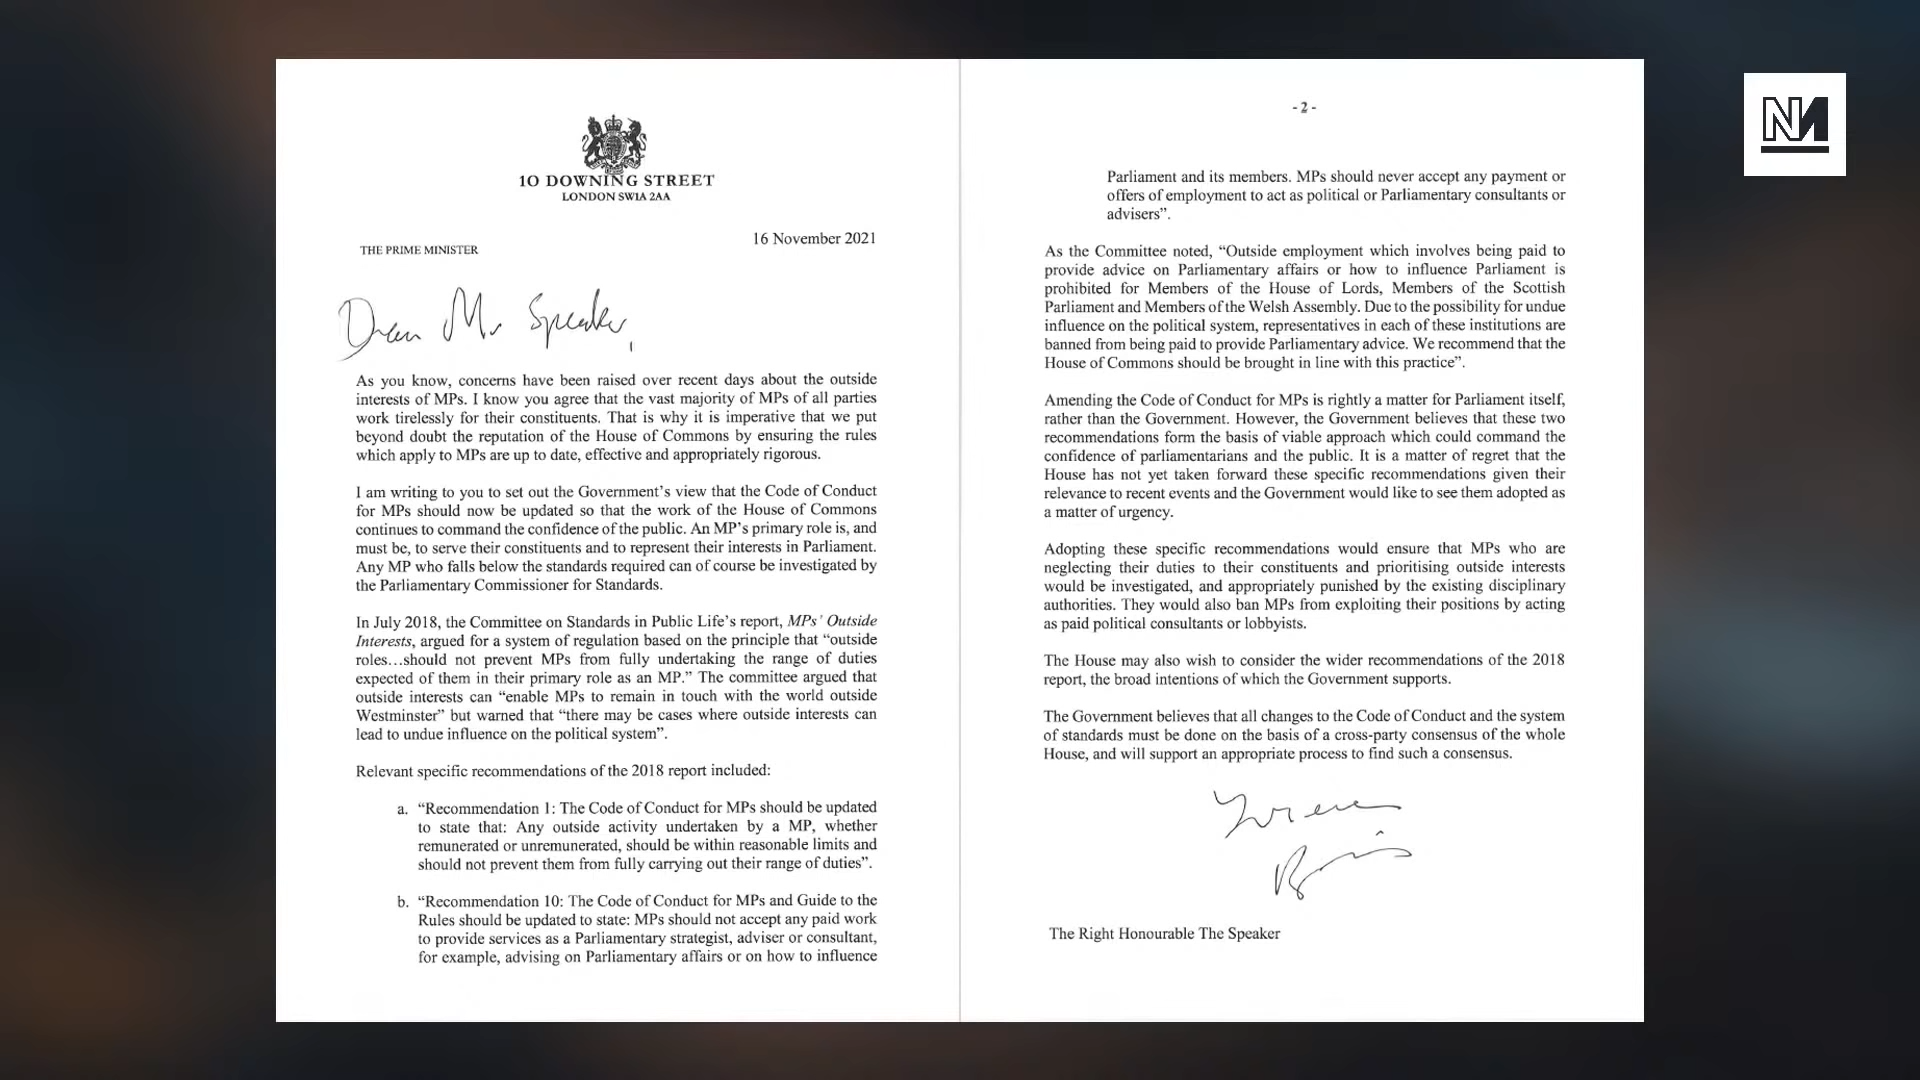 10 DOWNING STREET
LONDON SW1A 2AA
16 November 2021
THE PRIME MINISTER
Dear Mr Speaker,
As you know, concerns have been raised over recent days about the outside
interests of MPs. I know you agree that the vast majority of MPs of all parties
work tirelessly for their constituents. That is why it is imperative that we put
beyond doubt the reputation of the House of Commons by ensuring the rules
which apply to MPs are up to date, effective and appropriately rigorous.
I am writing to you to set out the Government's view that the Code of Conduct
for MPs should now be updated so that the work of the House of Commons
continues to command the confidence of the public. An MP's primary role is, and
must be, to serve their constituents and to represent their interests in Parliament.
Any MP who falls below the standards required can of course be investigated by
the Parliamentary Commissioner for Standards.
In July 2018, the Committee on Standards in Public Life's report, MPs' Outside
Interests, argued for a system of regulation based on the principle that “outside
roles…should not prevent MPs from fully undertaking the range of duties
expected of them in their primary role as an MP.” The committee argued that
outside interests can “enable MPs to remain in touch with the world outside
Westminster” but warned that “there may be cases where outside interests can
lead to undue influence on the political system”.
Relevant specific recommendations of the 2018 report included:
a. “Recommendation 1: The Code of Conduct for MPs should be updated
to state that: Any outside activity undertaken by a MP, whether
remunerated or unremunerated, should be within reasonable limits and
should not prevent them from fully carrying out their range of duties”.
b. “Recommendation 10: The Code of Conduct for MPs and Guide to the
Rules should be updated to state: MPs should not accept any paid work
to provide services as a Parliamentary strategist, adviser or consultant,
for example, advising on Parliamentary affairs or on how to influence
- 2 -
Parliament and its members. MPs should never accept any payment or
offers of employment to act as political or Parliamentary consultants or
advisers”.
As the Committee noted, “Outside employment which involves being paid to
provide advice on Parliamentary affairs or how to influence Parliament is
prohibited for Members of the House of Lords, Members of the Scottish
Parliament and Members of the Welsh Assembly. Due to the possibility for undue
influence on the political system, representatives in each of these institutions are
banned from being paid to provide Parliamentary advice. We recommend that the
House of Commons should be brought in line with this practice”.
Amending the Code of Conduct for MPs is rightly a matter for Parliament itself,
rather than the Government. However, the Government believes that these two
recommendations form the basis of viable approach which could command the
confidence of parliamentarians and the public. It is a matter of regret that the
House has not yet taken forward these specific recommendations given their
relevance to recent events and the Government would like to see them adopted as
a matter of urgency.
Adopting these specific recommendations would ensure that MPs who are
neglecting their duties to their constituents and prioritising outside interests
would be investigated, and appropriately punished by the existing disciplinary
authorities. They would also ban MPs from exploiting their positions by acting
as paid political consultants or lobbyists.
The House may also wish to consider the wider recommendations of the 2018
report, the broad intentions of which the Government supports.
The Government believes that all changes to the Code of Conduct and the system
of standards must be done on the basis of a cross-party consensus of the whole
House, and will support an appropriate process to find such a consensus.
Boris
The Right Honourable The Speaker
NM